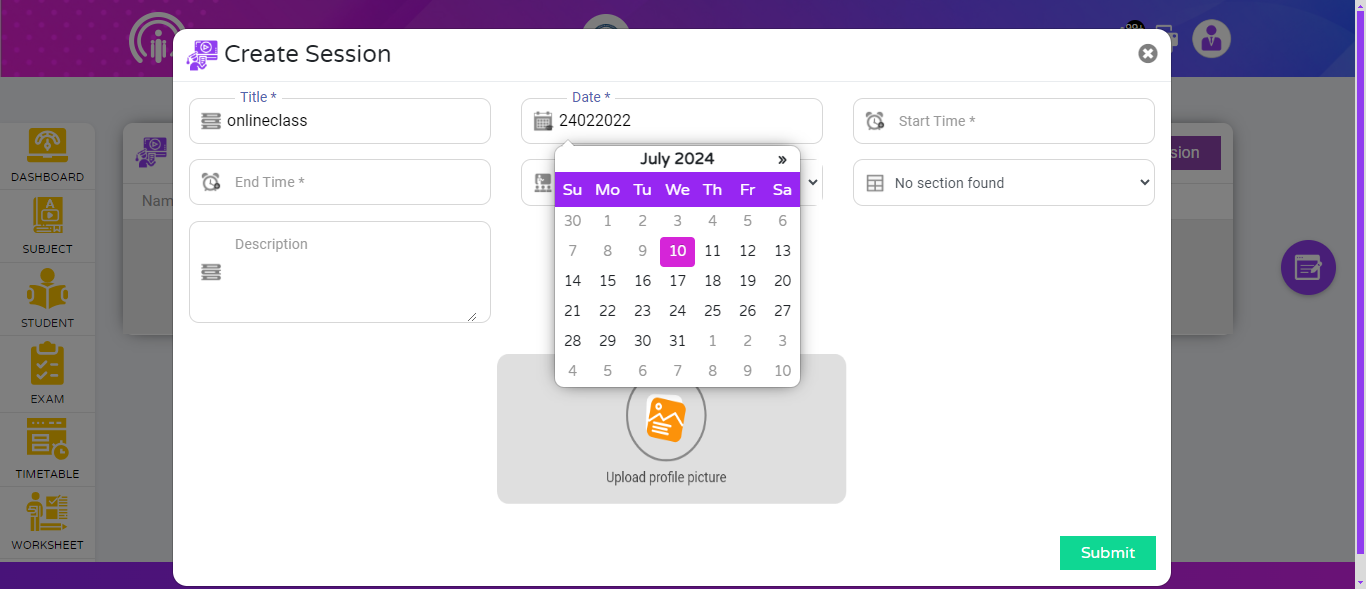 99+
Create Session
Title *
onlineclass
Date *
24022022
Start Time *
End Time *
No section found
Description
July 2024 »
Su Mo Tu We Th Fr Sa
30 1 2 3 4 5 6
7 8 9 10 11 12 13
14 15 16 17 18 19 20
21 22 23 24 25 26 27
28 29 30 31 1 2 3
4 5 6 7 8 9 10
Upload profile picture
Submit
DASHBOARD
SUBJECT
STUDENT
EXAM
TIMETABLE
WORKSHEET